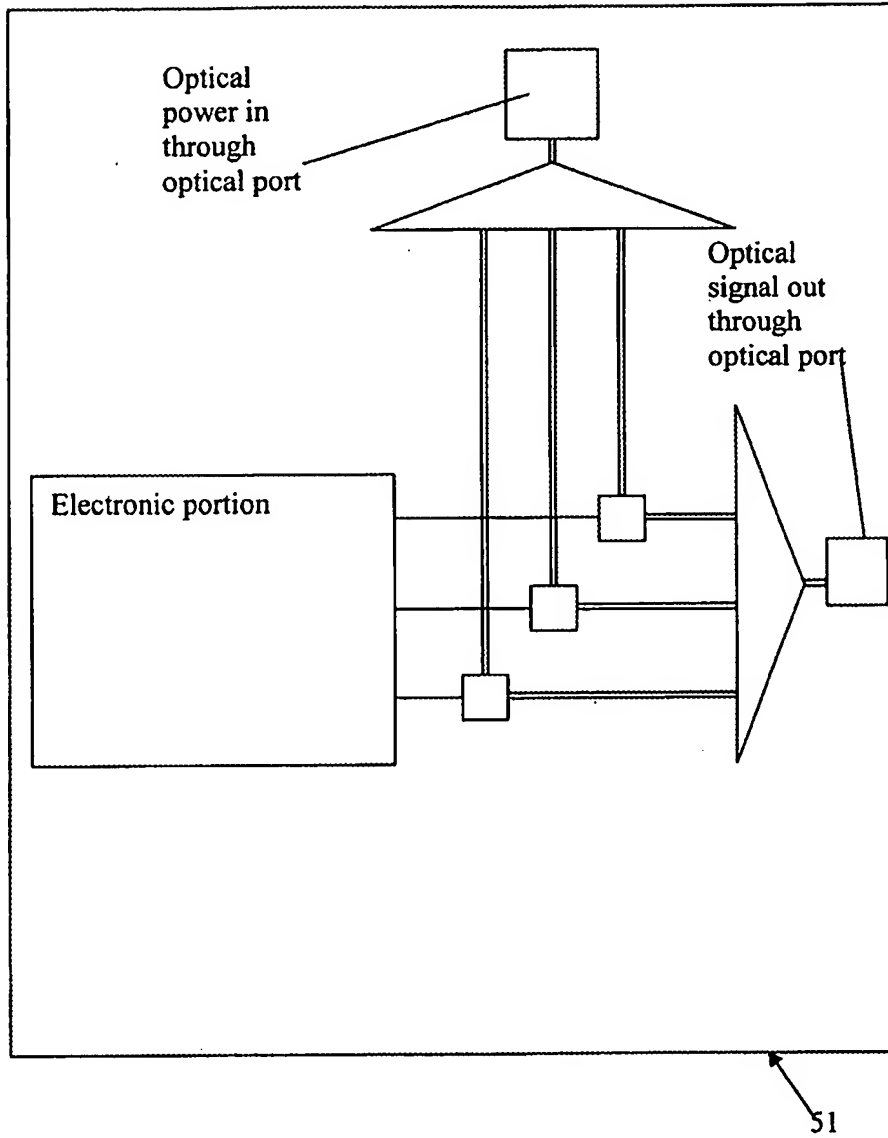 Optical
power in
through
optical port
Optical
signal out
through
optical port
Electronic portion
51